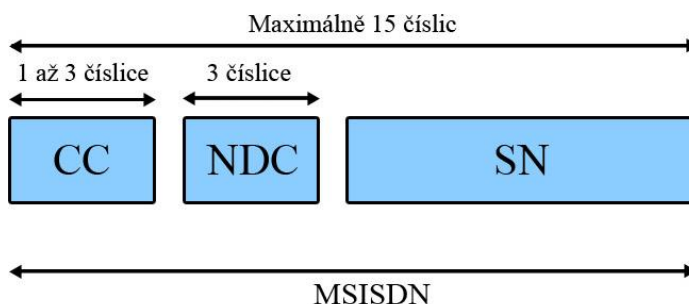 Maximálně 15 číslic
1 až 3 číslice 3 číslice
CC NDC SN
MSISDN